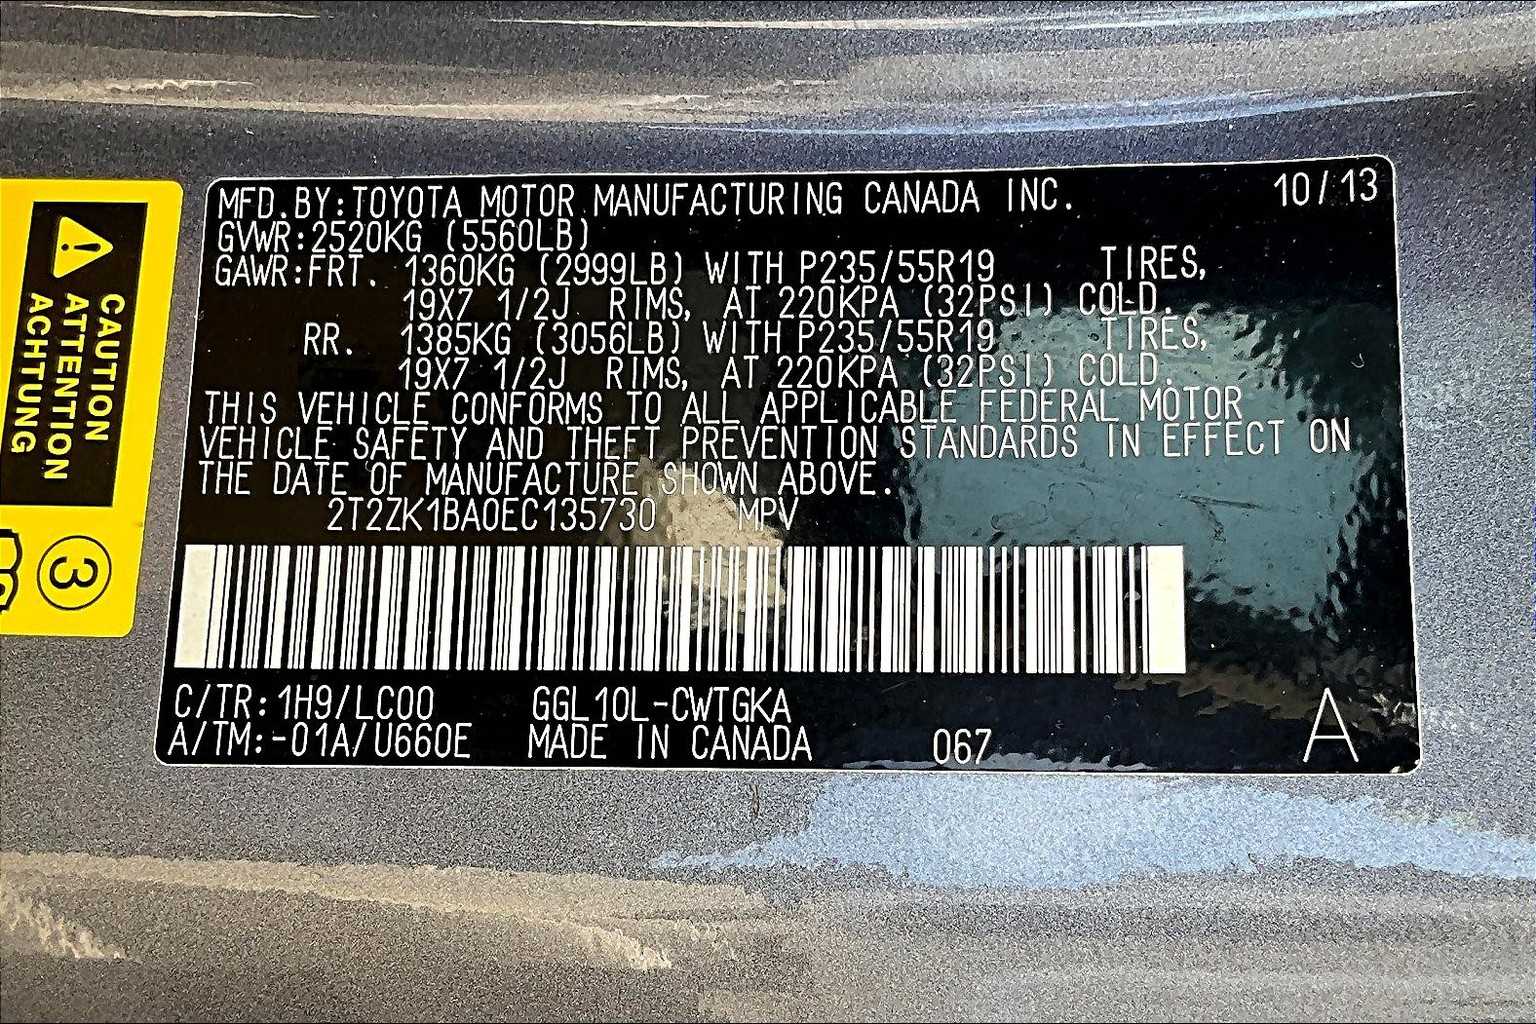 MFD.BY:TOYOTA MOTOR MANUFACTURING CANADA INC. 10/13
GVWR:2520KG (5560LB)
GAWR:FRT. 1360KG (2999LB) WITH P235/55R19 TIRES,
19X7 1/2J RIMS, AT 220KPA (32PSI) COLD.
RR. 1385KG (3056LB) WITH P235/55R19 TIRES,
19X7 1/2J RIMS, AT 220KPA (32PSI) COLD.
THIS VEHICLE CONFORMS TO ALL APPLICABLE FEDERAL MOTOR
VEHICLE SAFETY AND THEFT PREVENTION STANDARDS IN EFFECT ON
THE DATE OF MANUFACTURE SHOWN ABOVE.
2T2ZK1BA0EC135730 MPV
C/TR:1H9/LC00 GGL10L-CWTGKA
A/TM:-01A/U660E MADE IN CANADA 067 A
CAUTION
ATTENTION
ACHTUNG
3